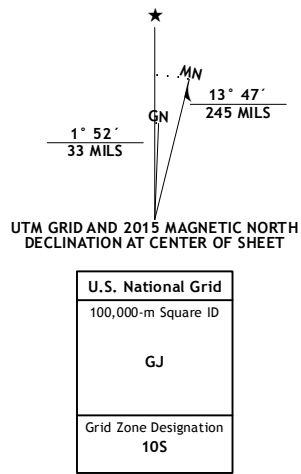 MN
GN
13° 47´
245 MILS
1° 52´
33 MILS
UTM GRID AND 2015 MAGNETIC NORTH
DECLINATION AT CENTER OF SHEET
U.S. National Grid
100,000-m Square ID
GJ
Grid Zone Designation
10S